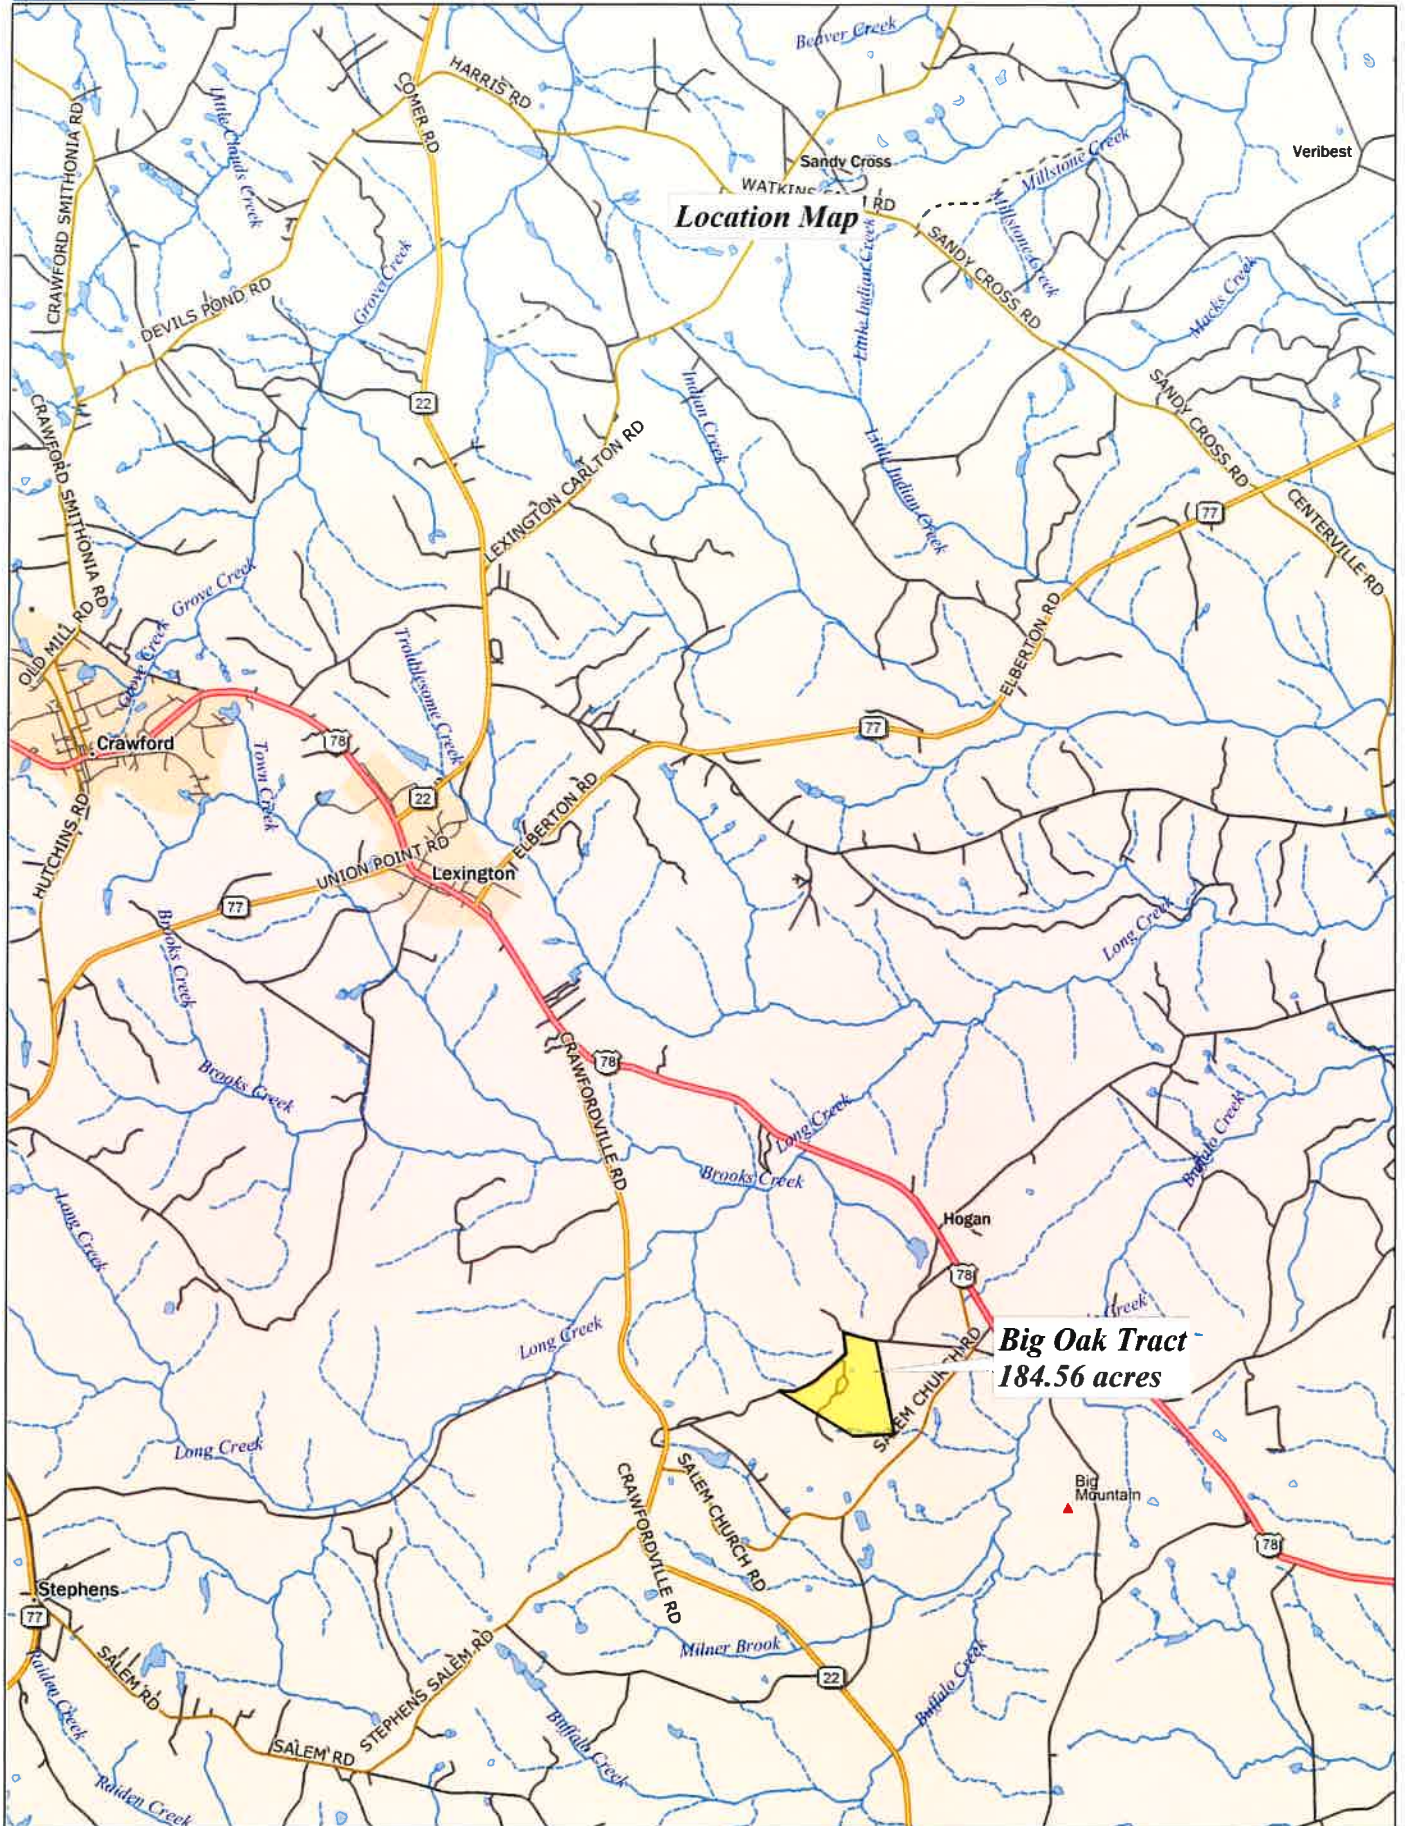 Beaver Creek
HARRIS RD
COMER RD
Little Clouds Creek
CRAWFORD SMITHONIA RD
Sandy Cross
Millstone Creek
Veribest
RD
Location Map
Millstone Creek
SANDY CROSS RD
Little Indian Creek
Grove Creek
DEVILS POND RD
Macks Creek
22
Indian Creek
SANDY CROSS RD
CRAWFORD SMITHONIA RD
LEXINGTON CARLTON RD
Little Indian Creek
77
CENTERVILLE RD
Grove Creek
OLD MILL RD
Grove Creek
Troublesome Creek
ELBERTON RD
Crawford
78
77
Town Creek
22
ELBERTON RD
HUTCHINS RD
UNION POINT RD
Lexington
77
Brooks Creek
Long Creek
Brooks Creek
CRAWFORDVILLE RD
78
Long Creek
Buffalo Creek
Brooks Creek
Long Creek
Hogan
78
Creek
Long Creek
Big Oak Tract
184.56 acres
SALEM CHURCH RD
Long Creek
SALEM CHURCH RD
CRAWFORDVILLE RD
Big
Mountain
78
Stephens
77
Milner Brook
22
Raiden Creek
SALEM RD
STEPHENS SALEM RD
Buffalo Creek
Buffalo Creek
SALEM RD
Raiden Creek